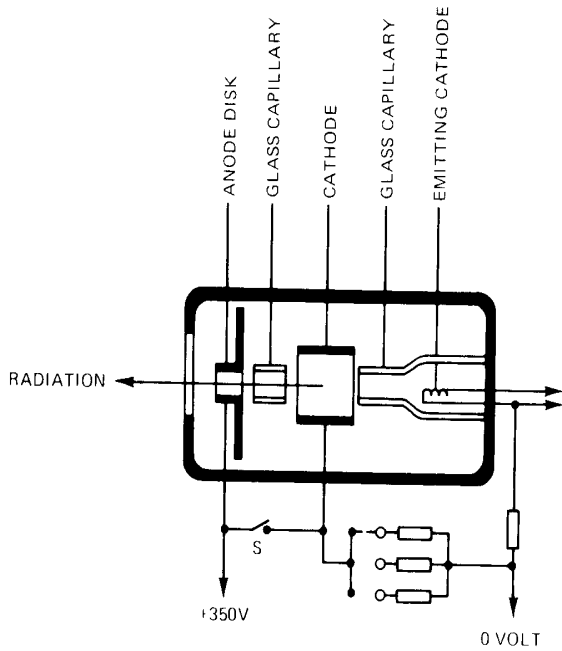 ANODE DISK
GLASS CAPILLARY
CATHODE
GLASS CAPILLARY
EMITTING CATHODE
RADIATION
S
+350V
0 VOLT